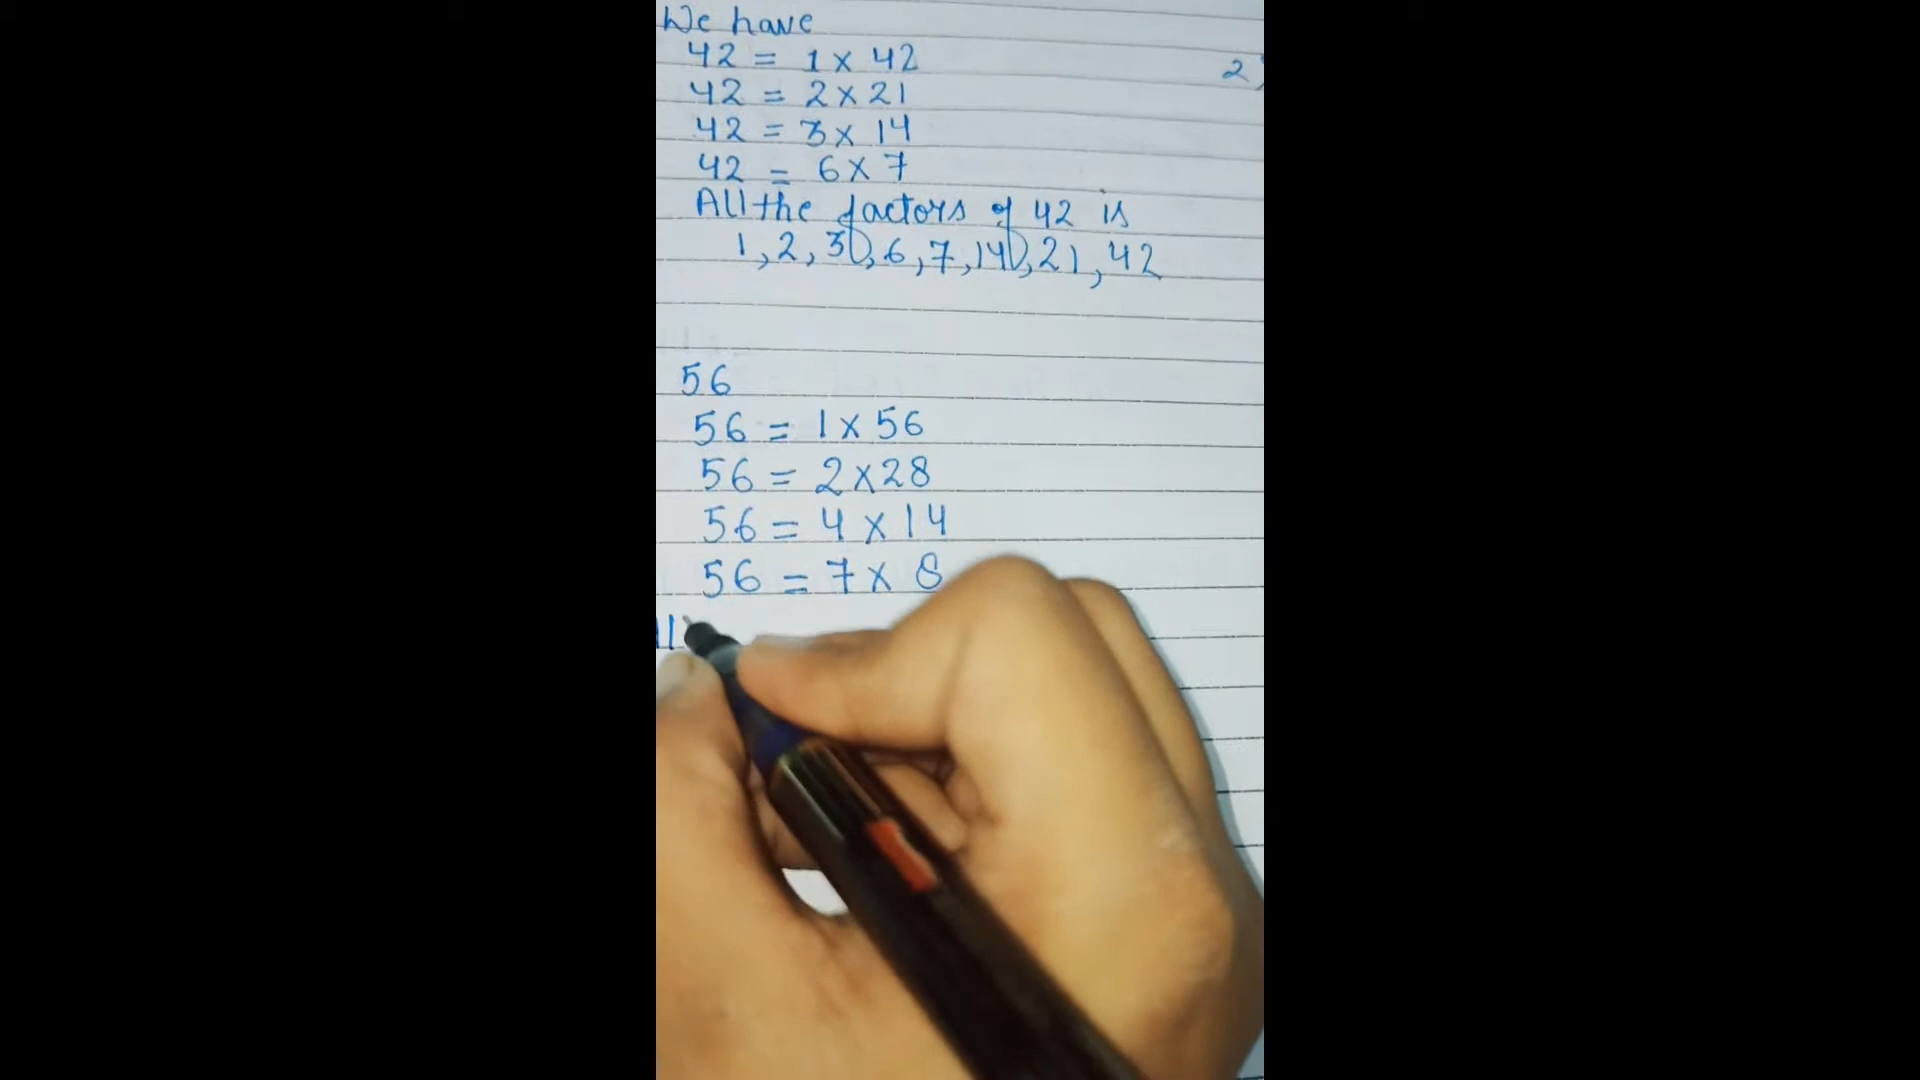 We have
42 = 1 x 42
2)
42 = 2 x 21
42 = 3 x 14
42 = 6 x 7
All the factors of 42 is
1, 2, 3, 6, 7, 14, 21, 42
56
56 = 1 x 56
56 = 2 x 28
56 = 4 x 14
56 = 7 x 8
ll